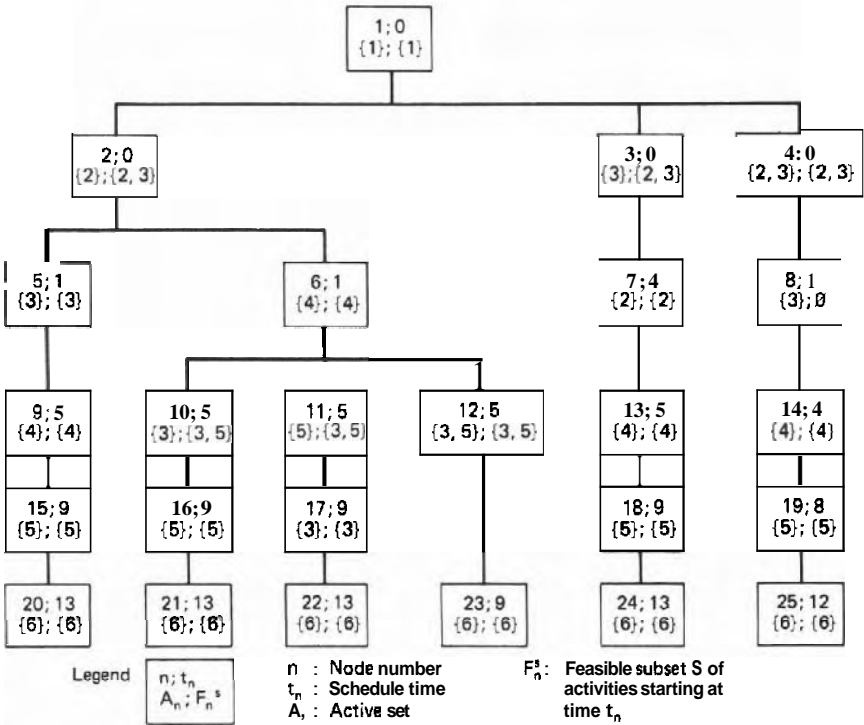 1; 0
{1}; {1}
2; 0
{2}; {2, 3}
3; 0
{3}; {2, 3}
4: 0
{2, 3}; {2, 3}
5; 1
{3}; {3}
6; 1
{4}; {4}
7; 4
{2}; {2}
8; 1
{3}; Ø
9; 5
{4}; {4}
10; 5
{3}; {3, 5}
11; 5
{5}; {3, 5}
12; 5
{3, 5}; {3, 5}
13; 5
{4}; {4}
14; 4
{4}; {4}
15; 9
{5}; {5}
16; 9
{5}; {5}
17; 9
{3}; {3}
18; 9
{5}; {5}
19; 8
{5}; {5}
20; 13
{6}; {6}
21; 13
{6}; {6}
22; 13
{6}; {6}
23; 9
{6}; {6}
24; 13
{6}; {6}
25; 12
{6}; {6}
Legend
n; tₙ
Aₙ; Fₙˢ
n : Node number
tₙ : Schedule time
A, : Active set
Fₙˢ: Feasible subset S of
activities starting at
time tₙ